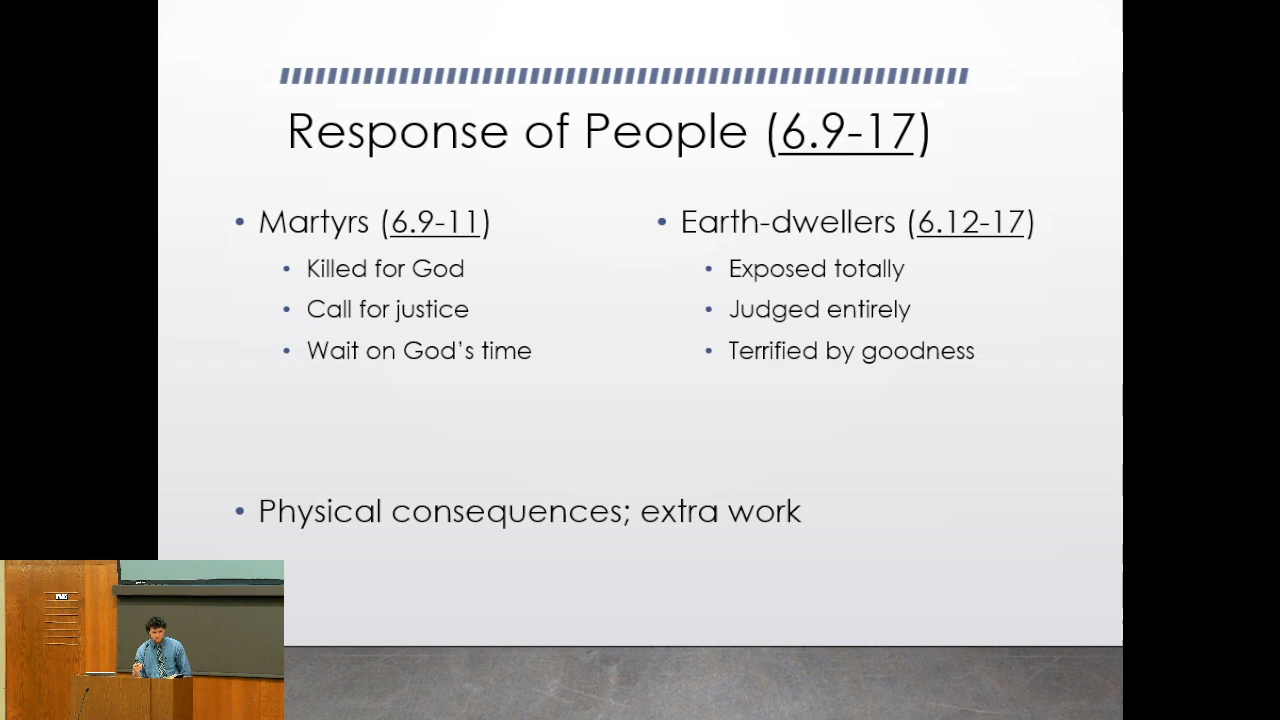 Response of People (6.9-17)
• Martyrs (6.9-11)
• Killed for God
• Call for justice
• Wait on God's time
• Earth-dwellers (6.12-17)
• Exposed totally
• Judged entirely
• Terrified by goodness
• Physical consequences; extra work